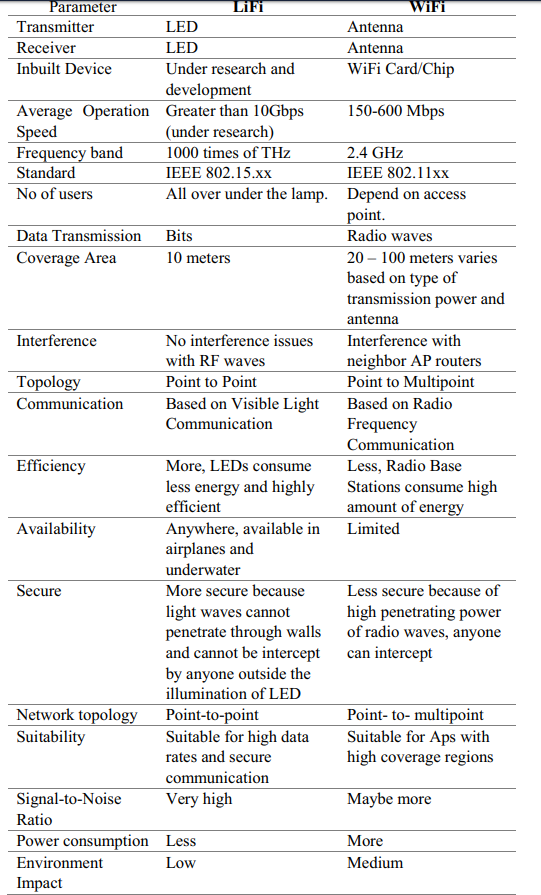 Parameter LiFi WiFi
Transmitter LED Antenna
Receiver LED Antenna
Inbuilt Device Under research and WiFi Card/Chip
development
Average Operation Greater than 10Gbps 150-600 Mbps
Speed (under research)
Frequency band 1000 times of THz 2.4 GHz
Standard IEEE 802.15.xx IEEE 802.11xx
No of users All over under the lamp. Depend on access
point.
Data Transmission Bits Radio waves
Coverage Area 10 meters 20 – 100 meters varies
based on type of
transmission power and
antenna
Interference No interference issues Interference with
with RF waves neighbor AP routers
Topology Point to Point Point to Multipoint
Communication Based on Visible Light Based on Radio
Communication Frequency
Communication
Efficiency More, LEDs consume Less, Radio Base
less energy and highly Stations consume high
efficient amount of energy
Availability Anywhere, available in Limited
airplanes and
underwater
Secure More secure because Less secure because of
light waves cannot high penetrating power
penetrate through walls of radio waves, anyone
and cannot be intercept can intercept
by anyone outside the
illumination of LED
Network topology Point-to-point Point- to- multipoint
Suitability Suitable for high data Suitable for Aps with
rates and secure high coverage regions
communication
Signal-to-Noise Very high Maybe more
Ratio
Power consumption Less More
Environment Low Medium
Impact